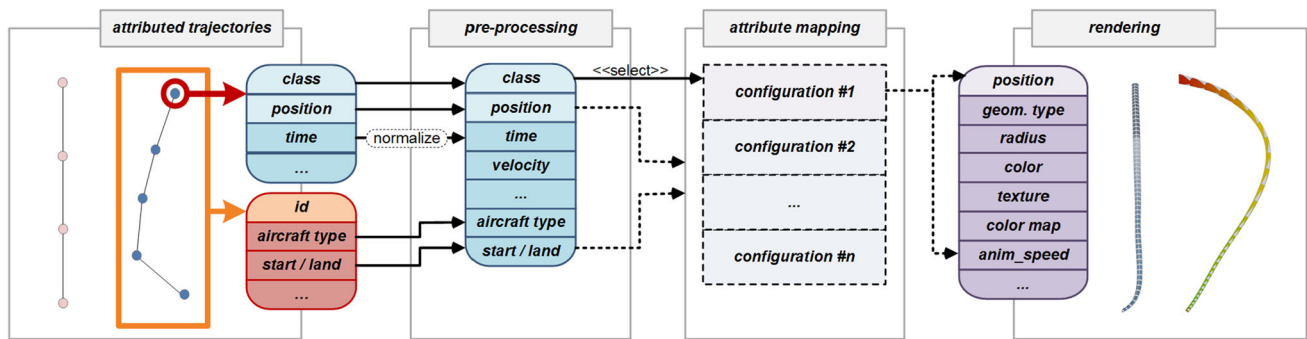 attributed trajectories
pre-processing
attribute mapping
rendering
class
position
time
...
id
aircraft type
start / land
...
normalize
class
position
time
velocity
...
aircraft type
start / land
<<select>>
configuration #1
configuration #2
...
configuration #n
position
geom. type
radius
color
texture
color map
anim_speed
...